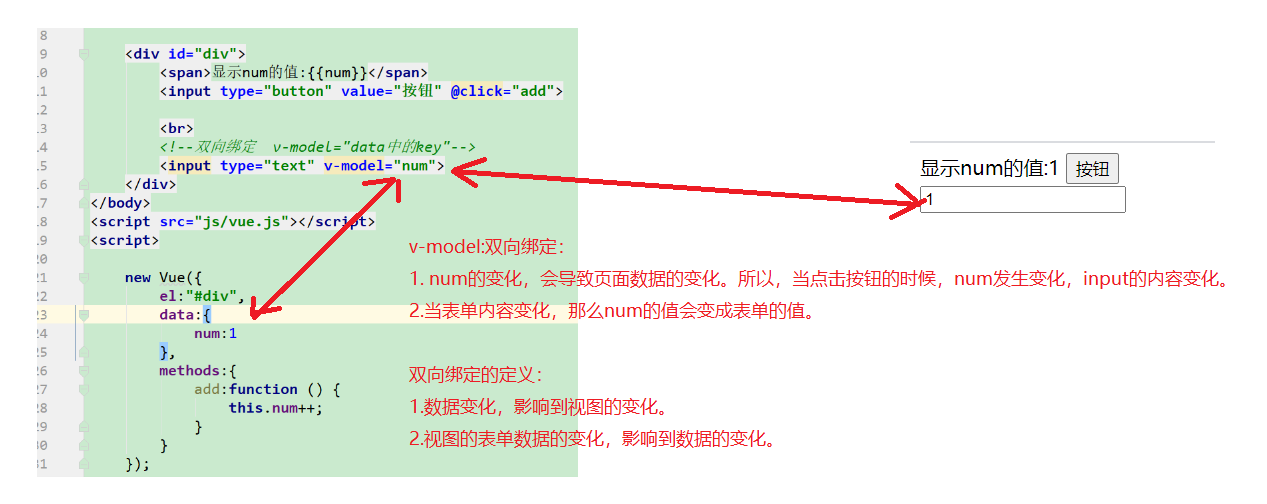 8
9 <div id="div">
10 <span>显示num的值:{{num}}</span>
11 <input type="button" value="按钮" @click="add">
12
13 <br>
14 <!--双向绑定  v-model="data中的key"-->
15 <input type="text" v-model="num">
16 </div>
17 </body>
18 <script src="js/vue.js"></script>
19 <script>
20
21 new Vue({
22 el:"#div",
23 data:{
24 num:1
25 },
26 methods:{
27 add:function () {
28 this.num++;
29 }
30 }
31 });
显示num的值:1 按钮
1
v-model:双向绑定：
1. num的变化，会导致页面数据的变化。所以，当点击按钮的时候，num发生变化，input的内容变化。
2.当表单内容变化，那么num的值会变成表单的值。
双向绑定的定义：
1.数据变化，影响到视图的变化。
2.视图的表单数据的变化，影响到数据的变化。